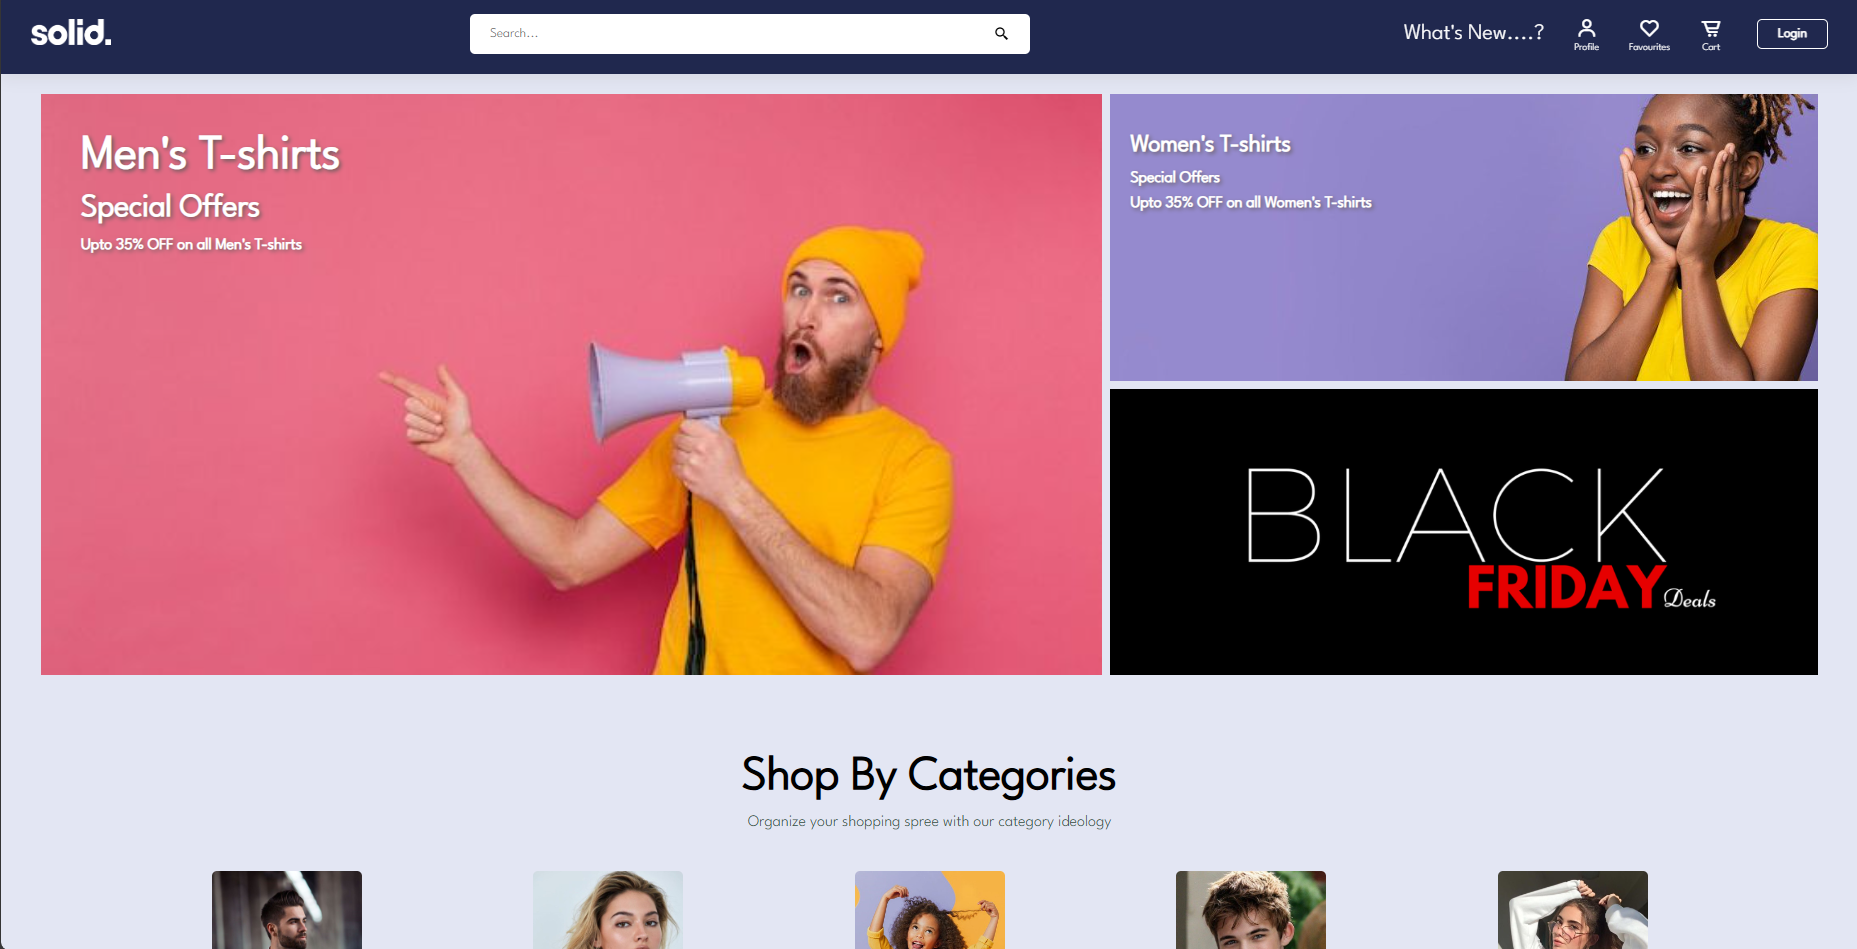 solid.
Search...
What's New....?
Profile
Favourites
Cart
Login
Men's T-shirts
Special Offers
Upto 35% OFF on all Men's T-shirts
Women's T-shirts
Special Offers
Upto 35% OFF on all Women's T-shirts
BLACK
FRIDAY Deals
Shop By Categories
Organize your shopping spree with our category ideology